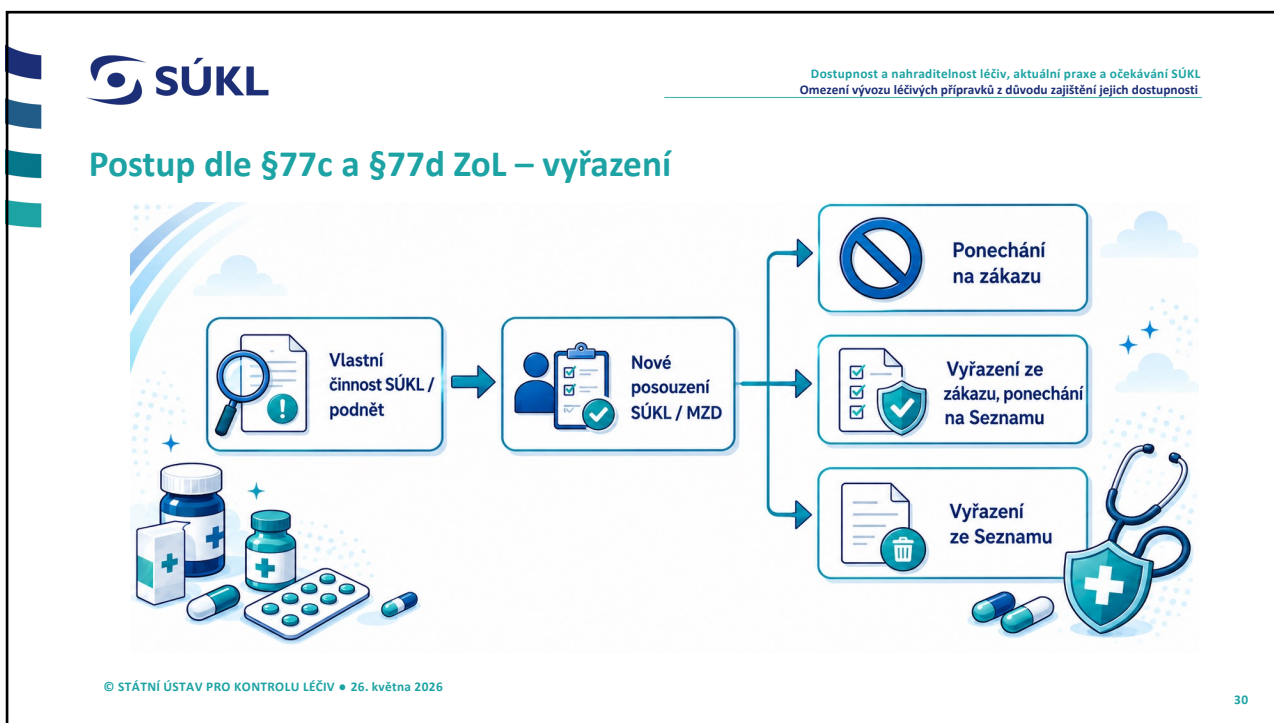 SÚKL
Dostupnost a nahraditelnost léčiv, aktuální praxe a očekávání SÚKL
Omezení vývozu léčivých přípravků z důvodu zajištění jejich dostupnosti
Postup dle §77c a §77d ZoL – vyřazení
Vlastní
činnost SÚKL /
podnět
Nové
posouzení
SÚKL / MZD
Ponechání
na zákazu
Vyřazení ze
zákazu, ponechání
na Seznamu
Vyřazení
ze Seznamu
© STÁTNÍ ÚSTAV PRO KONTROLU LÉČIV ● 26. května 2026
30